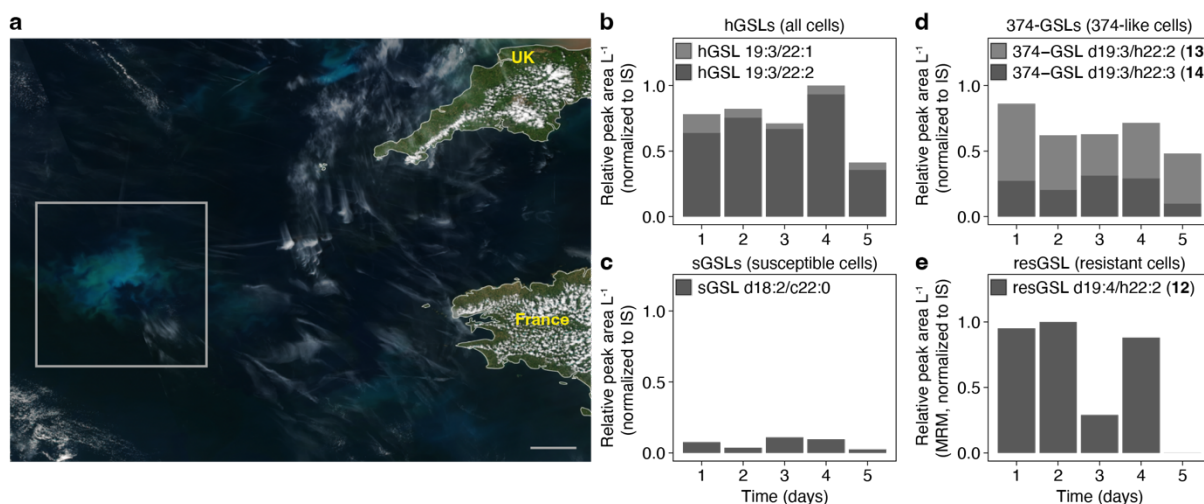 a
UK
France
b
hGSLs (all cells)
Relative peak area L⁻¹
(normalized to IS)
hGSL 19:3/22:1
hGSL 19:3/22:2
1.0
0.5
0.0
1 2 3 4 5
c
sGSLs (susceptible cells)
Relative peak area L⁻¹
(normalized to IS)
sGSL d18:2/c22:0
1.0
0.5
0.0
1 2 3 4 5
Time (days)
d
374-GSLs (374-like cells)
Relative peak area L⁻¹
(normalized to IS)
374–GSL d19:3/h22:2 (13)
374–GSL d19:3/h22:3 (14)
1.0
0.5
0.0
1 2 3 4 5
e
resGSL (resistant cells)
Relative peak area L⁻¹
(MRM, normalized to IS)
resGSL d19:4/h22:2 (12)
1.0
0.5
0.0
1 2 3 4 5
Time (days)